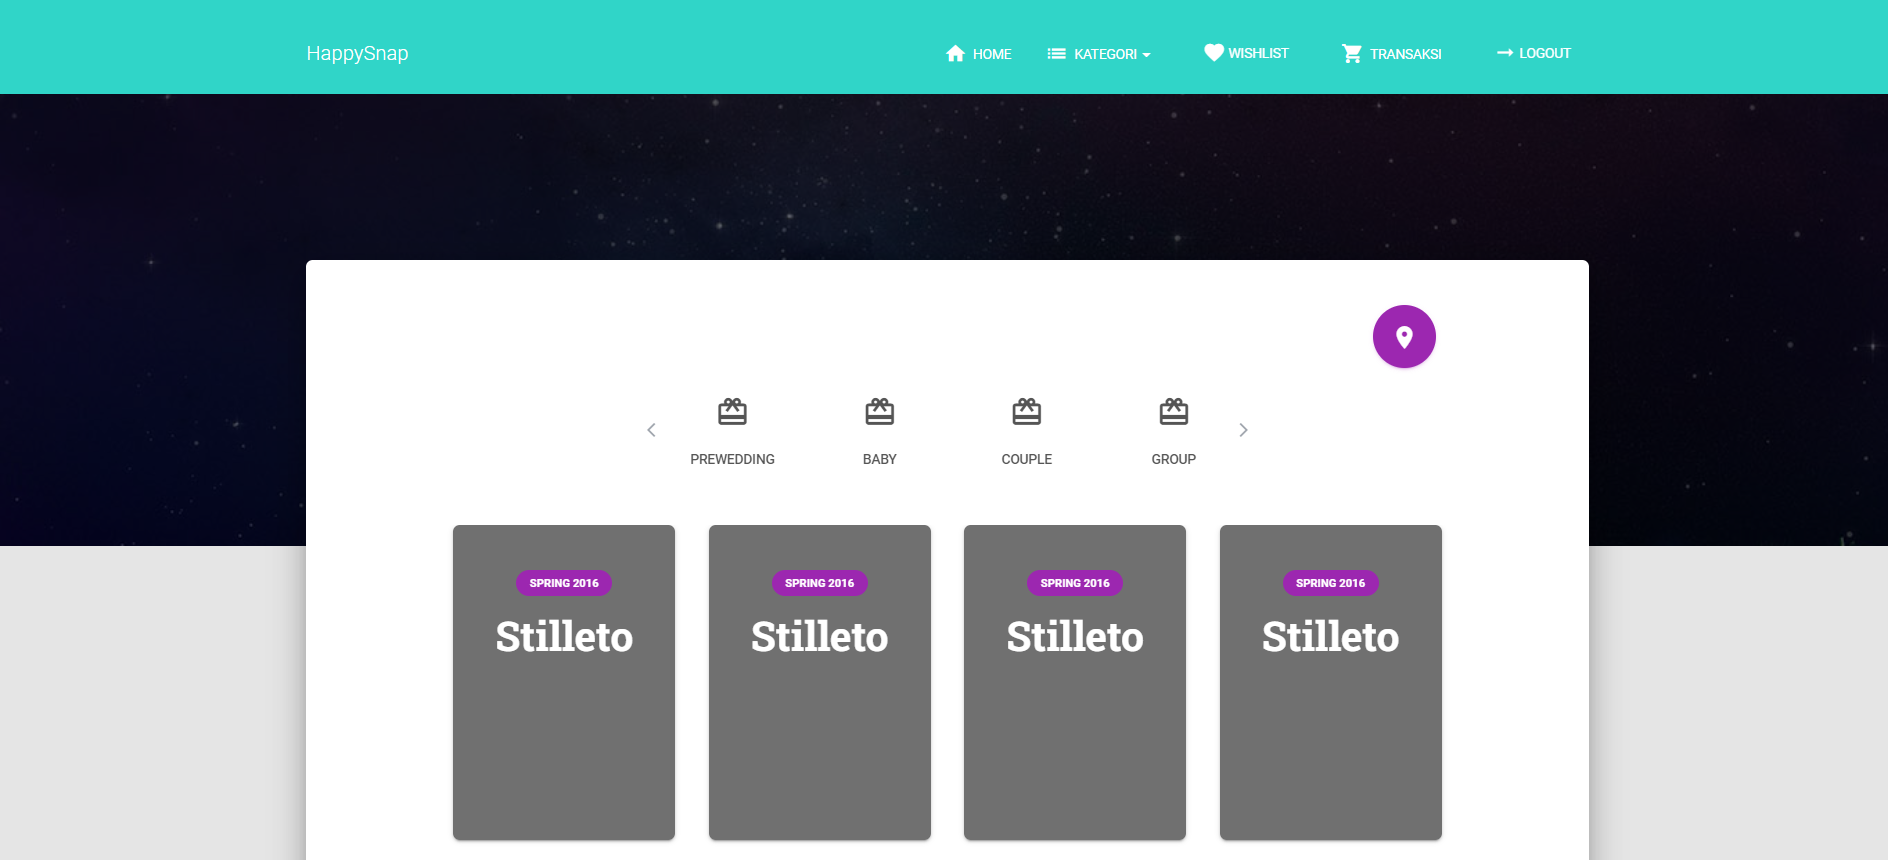 HappySnap
HOME
KATEGORI
WISHLIST
TRANSAKSI
LOGOUT
PREWEDDING
BABY
COUPLE
GROUP
SPRING 2016
Stilleto
SPRING 2016
Stilleto
SPRING 2016
Stilleto
SPRING 2016
Stilleto